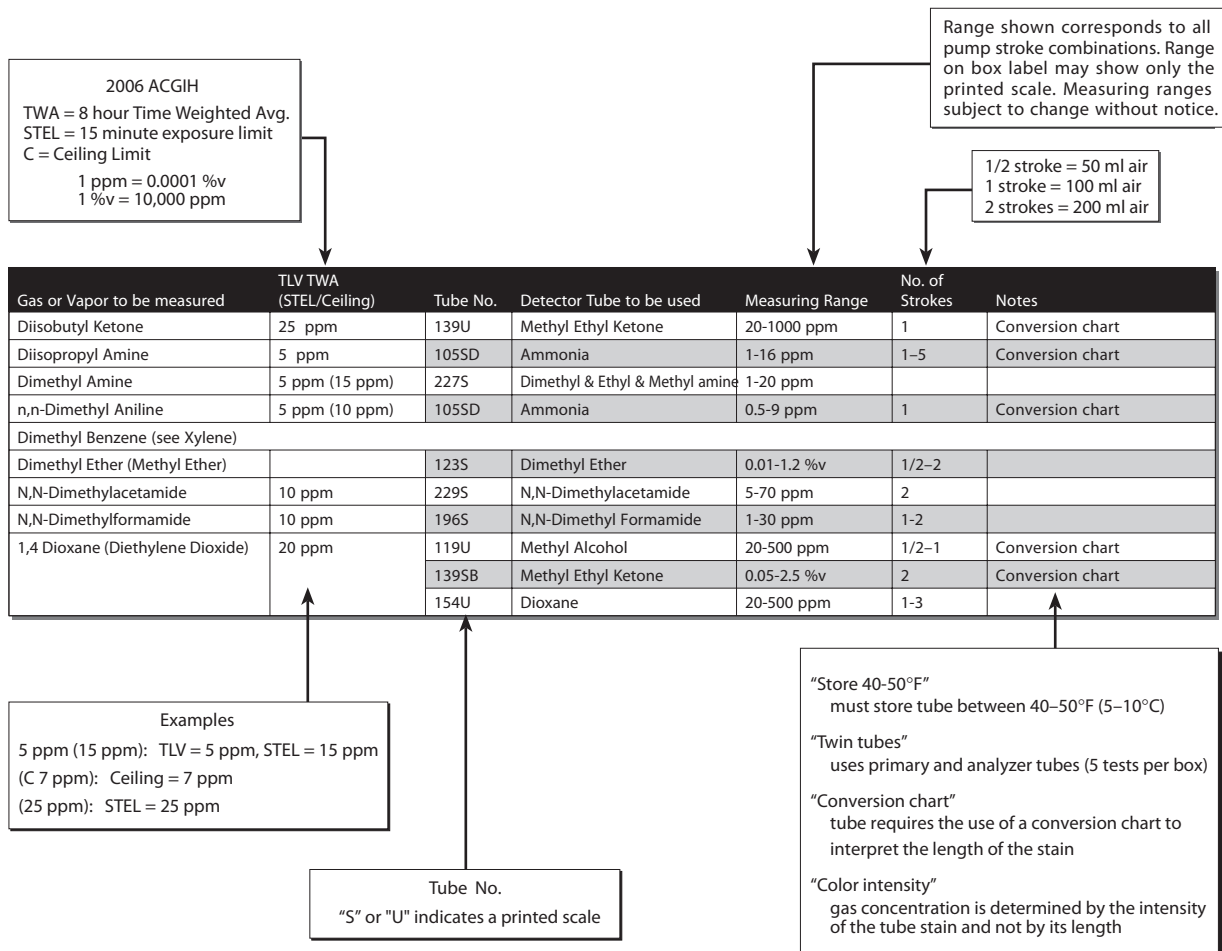 Range shown corresponds to all
pump stroke combinations. Range
on box label may show only the
printed scale. Measuring ranges
subject to change without notice.
2006 ACGIH
TWA = 8 hour Time Weighted Avg.
STEL = 15 minute exposure limit
C = Ceiling Limit
1 ppm = 0.0001 %v
1 %v = 10,000 ppm
1/2 stroke = 50 ml air
1 stroke = 100 ml air
2 strokes = 200 ml air
Gas or Vapor to be measured TLV TWA (STEL/Ceiling) Tube No. Detector Tube to be used Measuring Range No. of Strokes Notes
Diisobutyl Ketone 25 ppm 139U Methyl Ethyl Ketone 20-1000 ppm 1 Conversion chart
Diisopropyl Amine 5 ppm 105SD Ammonia 1-16 ppm 1–5 Conversion chart
Dimethyl Amine 5 ppm (15 ppm) 227S Dimethyl & Ethyl & Methyl amine 1-20 ppm
n,n-Dimethyl Aniline 5 ppm (10 ppm) 105SD Ammonia 0.5-9 ppm 1 Conversion chart
Dimethyl Benzene (see Xylene)
Dimethyl Ether (Methyl Ether) 123S Dimethyl Ether 0.01-1.2 %v 1/2–2
N,N-Dimethylacetamide 10 ppm 229S N,N-Dimethylacetamide 5-70 ppm 2
N,N-Dimethylformamide 10 ppm 196S N,N-Dimethyl Formamide 1-30 ppm 1-2
1,4 Dioxane (Diethylene Dioxide) 20 ppm 119U Methyl Alcohol 20-500 ppm 1/2–1 Conversion chart
139SB Methyl Ethyl Ketone 0.05-2.5 %v 2 Conversion chart
154U Dioxane 20-500 ppm 1-3
Examples
5 ppm (15 ppm): TLV = 5 ppm, STEL = 15 ppm
(C 7 ppm): Ceiling = 7 ppm
(25 ppm): STEL = 25 ppm
Tube No.
“S” or "U" indicates a printed scale
“Store 40-50°F”
must store tube between 40–50°F (5–10°C)
“Twin tubes”
uses primary and analyzer tubes (5 tests per box)
“Conversion chart”
tube requires the use of a conversion chart to
interpret the length of the stain
“Color intensity”
gas concentration is determined by the intensity
of the tube stain and not by its length